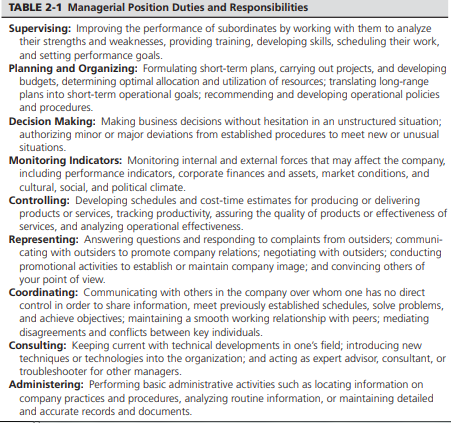 TABLE 2-1 Managerial Position Duties and Responsibilities
Supervising: Improving the performance of subordinates by working with them to analyze
their strengths and weaknesses, providing training, developing skills, scheduling their work,
and setting performance goals.
Planning and Organizing: Formulating short-term plans, carrying out projects, and developing
budgets, determining optimal allocation and utilization of resources; translating long-range
plans into short-term operational goals; recommending and developing operational policies
and procedures.
Decision Making: Making business decisions without hesitation in an unstructured situation;
authorizing minor or major deviations from established procedures to meet new or unusual
situations.
Monitoring Indicators: Monitoring internal and external forces that may affect the company,
including performance indicators, corporate finances and assets, market conditions, and
cultural, social, and political climate.
Controlling: Developing schedules and cost-time estimates for producing or delivering
products or services, tracking productivity, assuring the quality of products or effectiveness of
services, and analyzing operational effectiveness.
Representing: Answering questions and responding to complaints from outsiders; communi-
cating with outsiders to promote company relations; negotiating with outsiders; conducting
promotional activities to establish or maintain company image; and convincing others of
your point of view.
Coordinating: Communicating with others in the company over whom one has no direct
control in order to share information, meet previously established schedules, solve problems,
and achieve objectives; maintaining a smooth working relationship with peers; mediating
disagreements and conflicts between key individuals.
Consulting: Keeping current with technical developments in one's field; introducing new
techniques or technologies into the organization; and acting as expert advisor, consultant, or
troubleshooter for other managers.
Administering: Performing basic administrative activities such as locating information on
company practices and procedures, analyzing routine information, or maintaining detailed
and accurate records and documents.